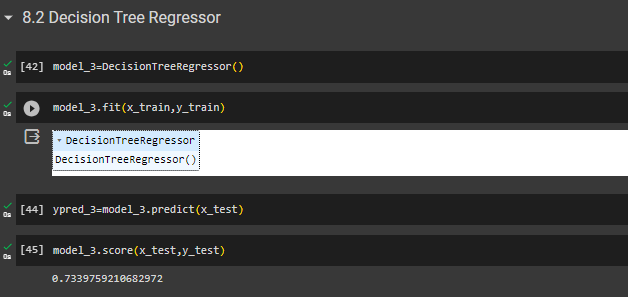 8.2 Decision Tree Regressor
0s [42] model_3=DecisionTreeRegressor()
0s model_3.fit(x_train,y_train)
DecisionTreeRegressor
DecisionTreeRegressor()
0s [44] ypred_3=model_3.predict(x_test)
0s [45] model_3.score(x_test,y_test)
0.7339759210682972